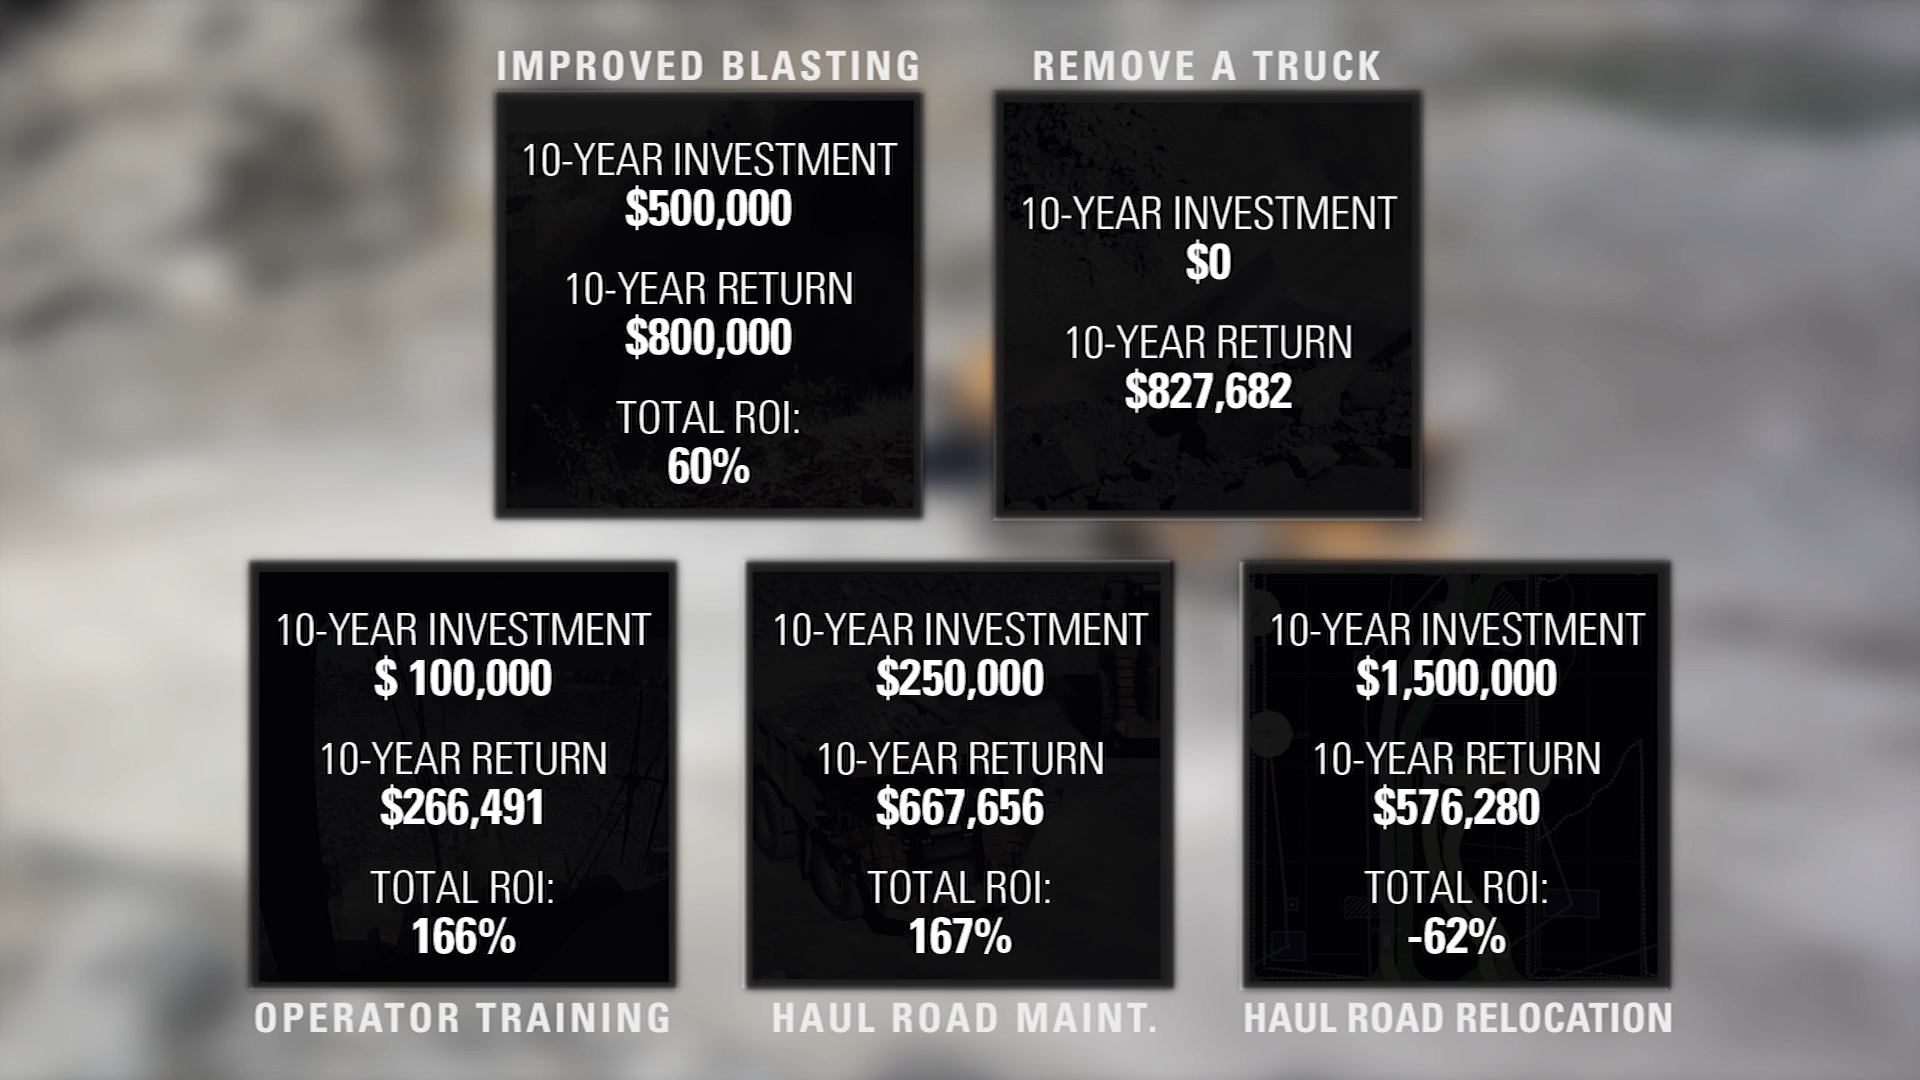 IMPROVED BLASTING
10-YEAR INVESTMENT
$500,000
10-YEAR RETURN
$800,000
TOTAL ROI:
60%
REMOVE A TRUCK
10-YEAR INVESTMENT
$0
10-YEAR RETURN
$827,682
10-YEAR INVESTMENT
$ 100,000
10-YEAR RETURN
$266,491
TOTAL ROI:
166%
OPERATOR TRAINING
10-YEAR INVESTMENT
$250,000
10-YEAR RETURN
$667,656
TOTAL ROI:
167%
HAUL ROAD MAINT.
10-YEAR INVESTMENT
$1,500,000
10-YEAR RETURN
$576,280
TOTAL ROI:
-62%
HAUL ROAD RELOCATION